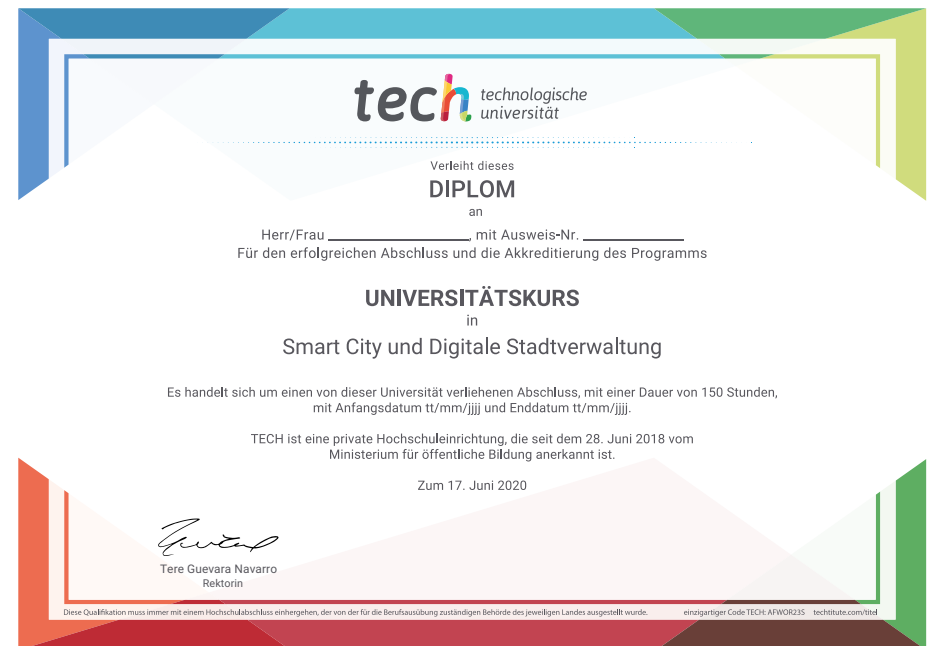 tech technologische
universität
Verleiht dieses
DIPLOM
an
Herr/Frau ____________________, mit Ausweis-Nr. ______________
Für den erfolgreichen Abschluss und die Akkreditierung des Programms
UNIVERSITÄTSKURS
in
Smart City und Digitale Stadtverwaltung
Es handelt sich um einen von dieser Universität verliehenen Abschluss, mit einer Dauer von 150 Stunden,
mit Anfangsdatum tt/mm/jjjj und Enddatum tt/mm/jjjj.
TECH ist eine private Hochschuleinrichtung, die seit dem 28. Juni 2018 vom
Ministerium für öffentliche Bildung anerkannt ist.
Zum 17. Juni 2020
Tere Guevara Navarro
Rektorin
Diese Qualifikation muss immer mit einem Hochschulabschluss einhergehen, der von der für die Berufsausübung zuständigen Behörde des jeweiligen Landes ausgestellt wurde. einzigartiger Code TECH: AFWOR23S techtitute.com/titel